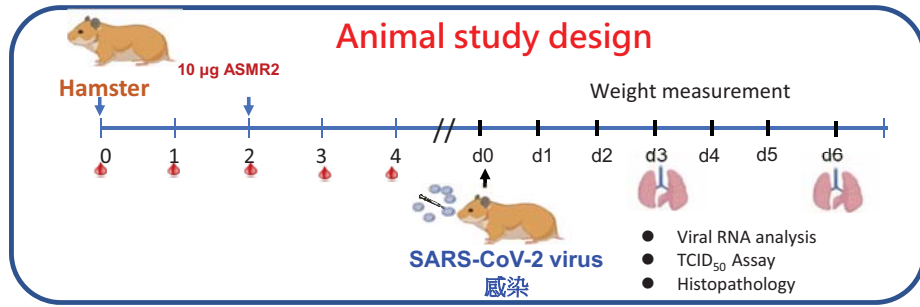 Animal study design
10 µg ASMR2
Hamster
Weight measurement
0 1 2 3 4 d0 d1 d2 d3 d4 d5 d6
SARS-CoV-2 virus
感染
● Viral RNA analysis
● TCID₅₀ Assay
● Histopathology